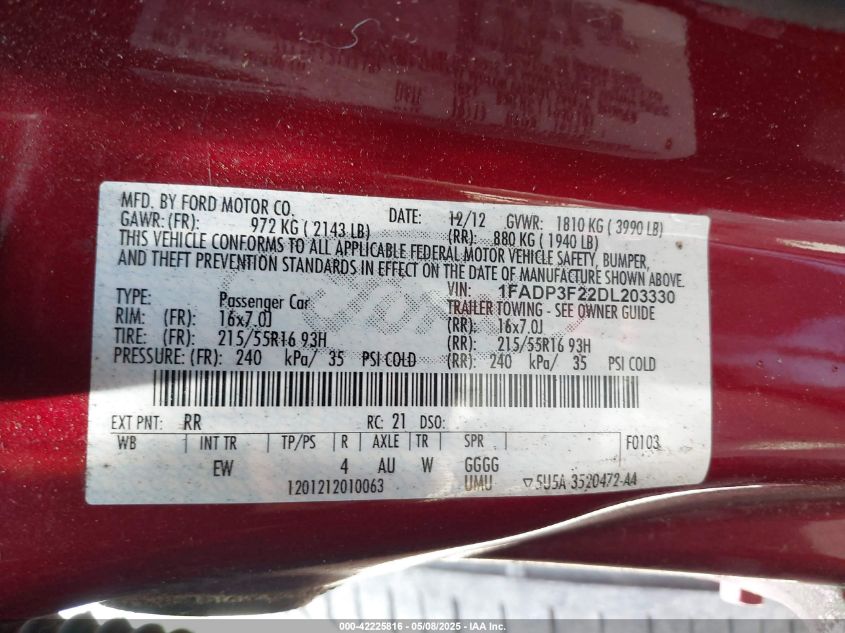 MFD. BY FORD MOTOR CO. DATE: 12/12 GVWR: 1810 KG ( 3990 LB)
GAWR: (FR): 972 KG ( 2143 LB) (RR): 880 KG ( 1940 LB)
THIS VEHICLE CONFORMS TO ALL APPLICABLE FEDERAL MOTOR VEHICLE SAFETY, BUMPER,
AND THEFT PREVENTION STANDARDS IN EFFECT ON THE DATE OF MANUFACTURE SHOWN ABOVE.
VIN: 1FADP3F22DL203330
TYPE: Passenger Car TRAILER TOWING - SEE OWNER GUIDE
RIM: (FR): 16x7.0J (RR): 16x7.0J
TIRE: (FR): 215/55R16 93H (RR): 215/55R16 93H
PRESSURE: (FR): 240 kPa/ 35 PSI COLD (RR): 240 kPa/ 35 PSI COLD
EXT PNT: RR RC: 21 DSO:
WB INT TR TP/PS R AXLE TR SPR F0103
EW 4 AU W GGGG
1201212010063 UMU ▽5U5A 3520472-AA
000-42225816 - 05/08/2025 - IAA Inc.